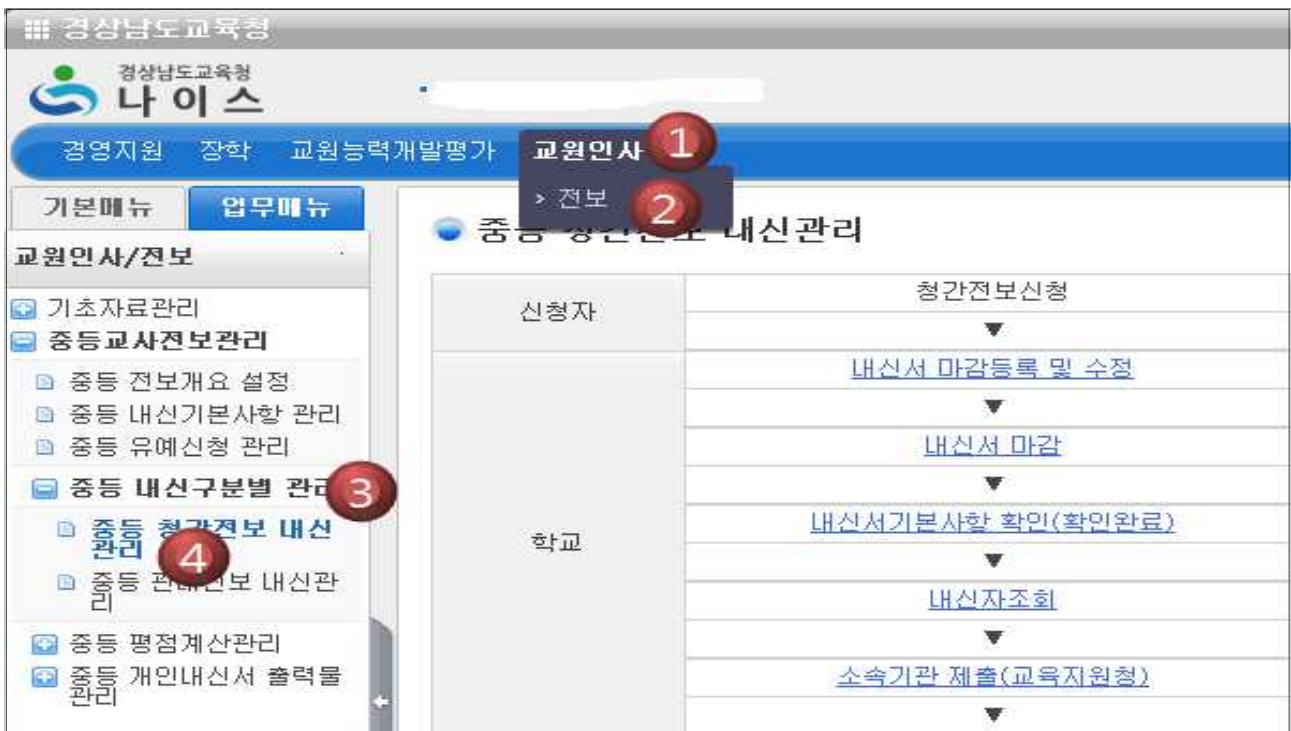 경상남도교육청
경상남도교육청
나이스
경영지원 장학 교원능력개발평가 교원인사 1
> 전보 2
기본메뉴 업무메뉴
교원인사/전보
기초자료관리
중등교사전보관리
중등 전보개요 설정
중등 내신기본사항 관리
중등 유예신청 관리
중등 내신구분별 관리 3
중등 청간전보 내신
관리 4
중등 관내전보 내신관
리
중등 평점계산관리
중등 개인내신서 출력물
관리
중등 청간전보 내신관리
신청자
청간전보신청
▼
학교
내신서 마감등록 및 수정
▼
내신서 마감
▼
내신서기본사항 확인(확인완료)
▼
내신자조회
▼
소속기관 제출(교육지원청)
▼